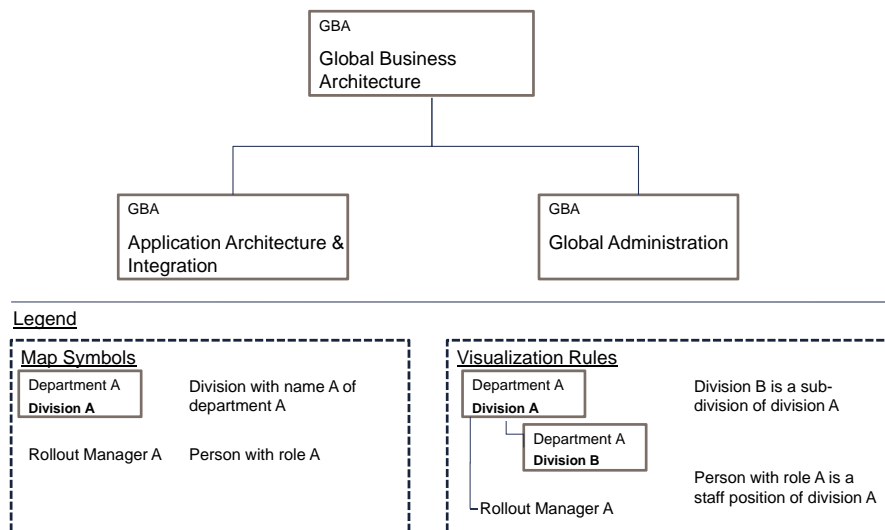 GBA
Global Business
Architecture
GBA
Application Architecture &
Integration
GBA
Global Administration
Legend
Map Symbols
Department A
Division A
Division with name A of
department A
Rollout Manager A
Person with role A
Visualization Rules
Department A
Division A
Division B is a sub-
division of division A
Department A
Division B
Person with role A is a
staff position of division A
Rollout Manager A